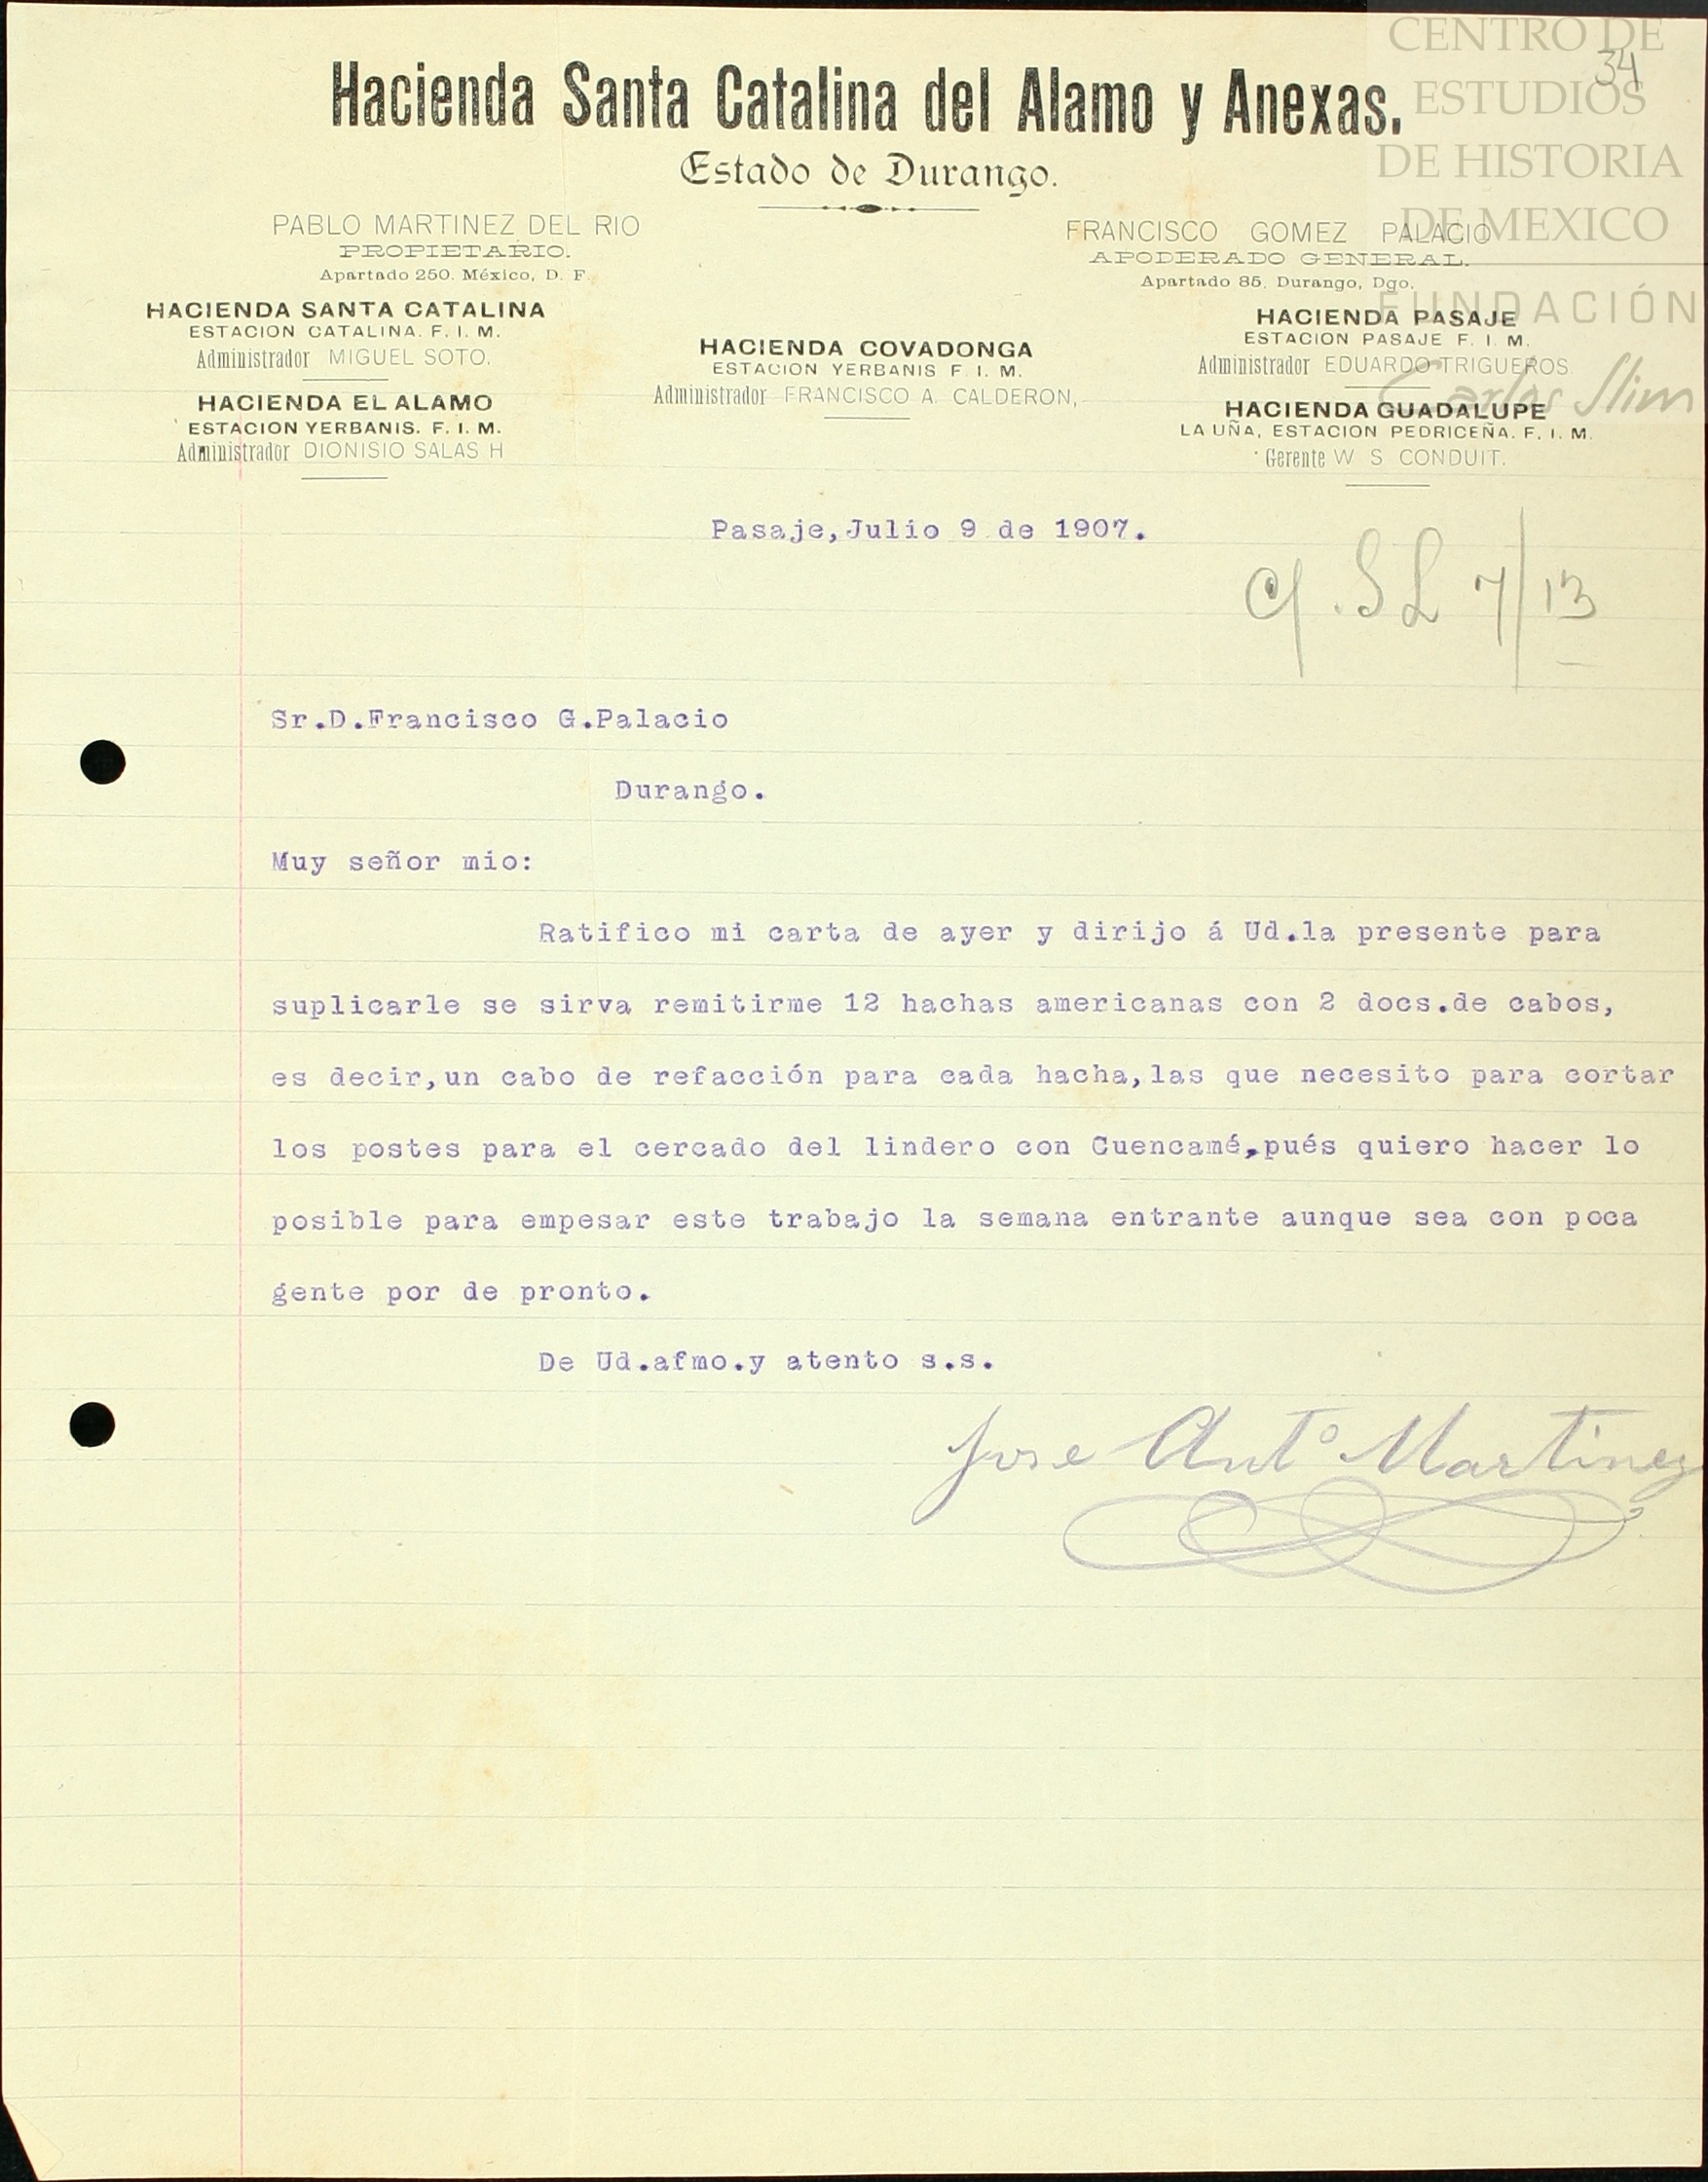 CENTRO DE
ESTUDIOS
DE HISTORIA
DE MEXICO
FUNDACIÓN
Carlos Slim
34
Hacienda Santa Catalina del Alamo y Anexas.
Estado de Durango.
PABLO MARTINEZ DEL RIO
PROPIETARIO.
Apartado 250. México, D. F.
FRANCISCO GOMEZ PALACIO
APODERADO GENERAL.
Apartado 85, Durango, Dgo.
HACIENDA SANTA CATALINA
ESTACION CATALINA. F. I. M.
Administrador MIGUEL SOTO.
HACIENDA EL ALAMO
ESTACION YERBANIS. F. I. M.
Administrador DIONISIO SALAS H
HACIENDA COVADONGA
ESTACION YERBANIS F. I. M.
Administrador FRANCISCO A. CALDERON,
HACIENDA PASAJE
ESTACION PASAJE F. I. M.
Administrador EDUARDO TRIGUEROS.
HACIENDA GUADALUPE
LA UÑA, ESTACION PEDRICEÑA. F. I. M.
Gerente W S CONDUIT.
Pasaje,Julio 9 de 1907.
SL 7/13
Sr.D.Francisco G.Palacio
Durango.
Muy señor mio:
Ratifico mi carta de ayer y dirijo á Ud.la presente para
suplicarle se sirva remitirme 12 hachas americanas con 2 docs.de cabos,
es decir,un cabo de refacción para cada hacha,las que necesito para cortar
los postes para el cercado del lindero con Cuencamé,pués quiero hacer lo
posible para empesar este trabajo la semana entrante aunque sea con poca
gente por de pronto.
De Ud.afmo.y atento s.s.
Jose Anto Martinez